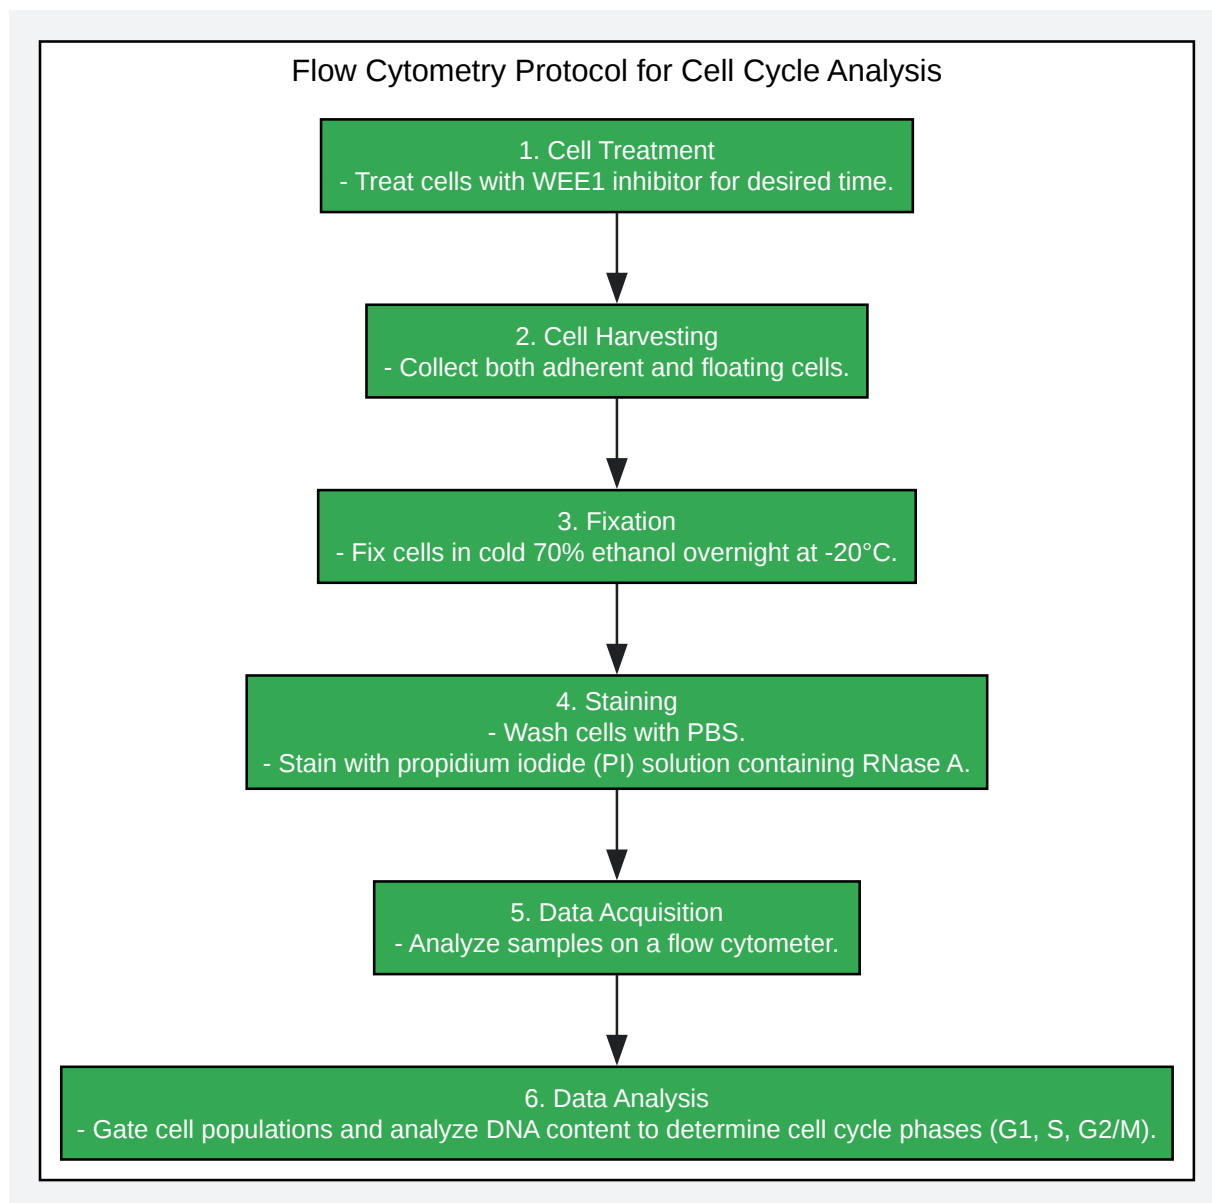 Flow Cytometry Protocol for Cell Cycle Analysis
1. Cell Treatment
- Treat cells with WEE1 inhibitor for desired time.
2. Cell Harvesting
- Collect both adherent and floating cells.
3. Fixation
- Fix cells in cold 70% ethanol overnight at -20°C.
4. Staining
- Wash cells with PBS.
- Stain with propidium iodide (PI) solution containing RNase A.
5. Data Acquisition
- Analyze samples on a flow cytometer.
6. Data Analysis
- Gate cell populations and analyze DNA content to determine cell cycle phases (G1, S, G2/M).